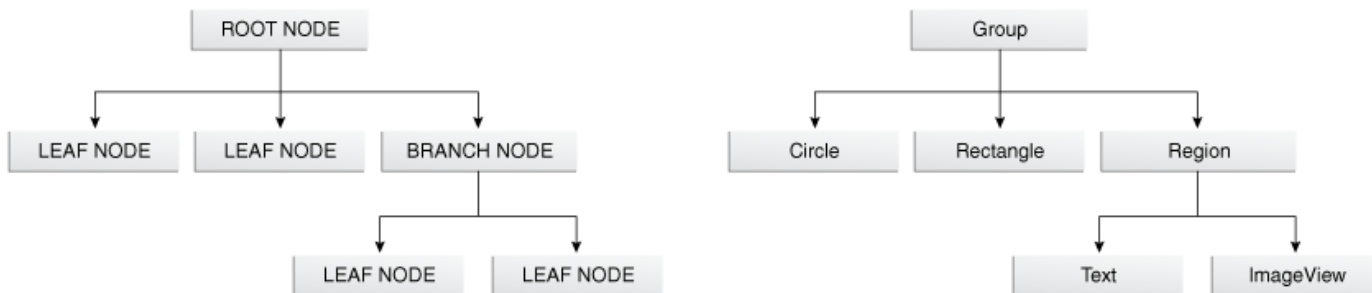 ROOT NODE
LEAF NODE
LEAF NODE
BRANCH NODE
LEAF NODE
LEAF NODE
Group
Circle
Rectangle
Region
Text
ImageView